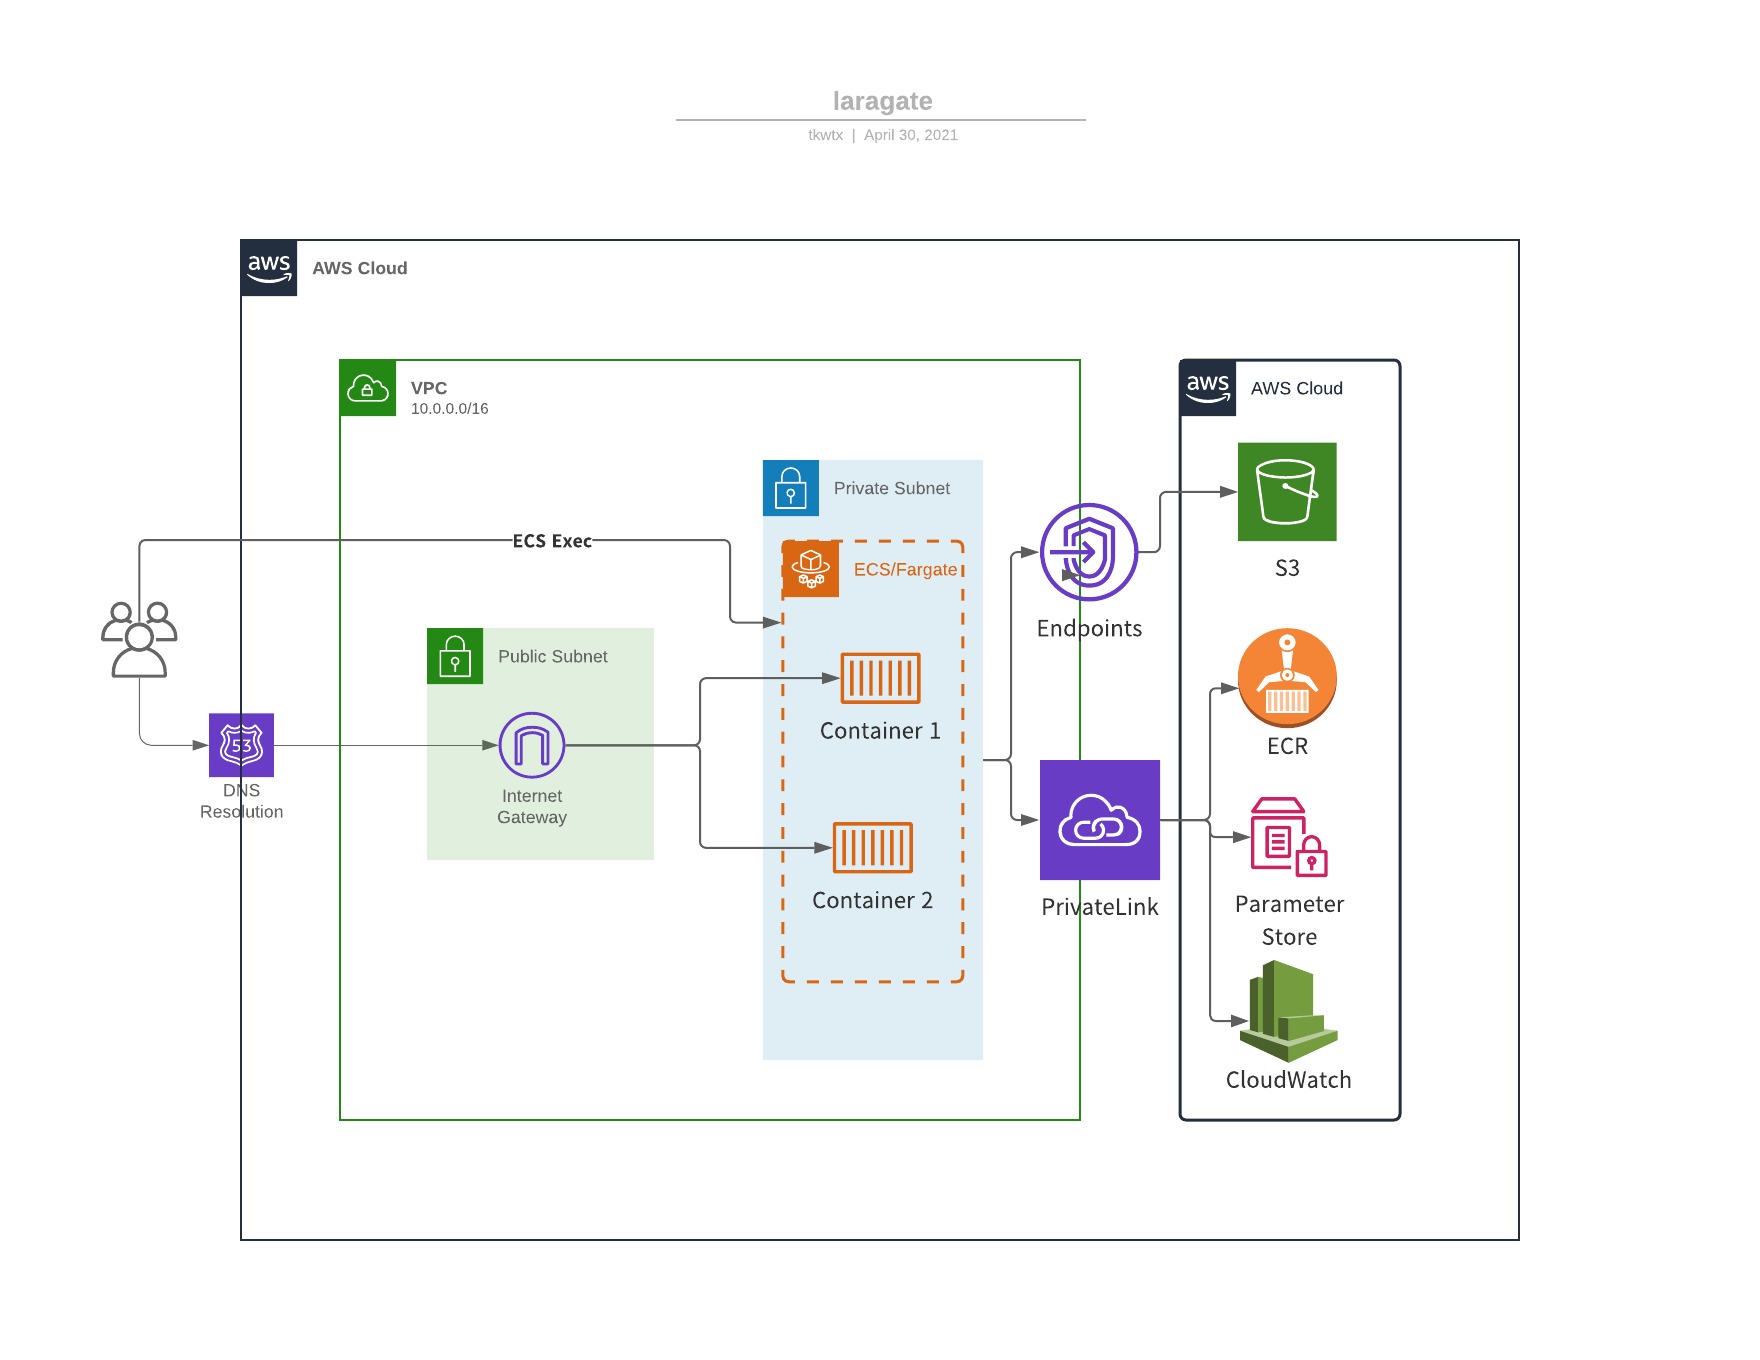 laragate
tkwtx | April 30, 2021
aws
AWS Cloud
VPC
10.0.0.0/16
aws
AWS Cloud
Private Subnet
ECS Exec
ECS/Fargate
S3
Endpoints
Public Subnet
Container 1
53
ECR
DNS
Resolution
Internet
Gateway
Container 2
PrivateLink
Parameter
Store
CloudWatch